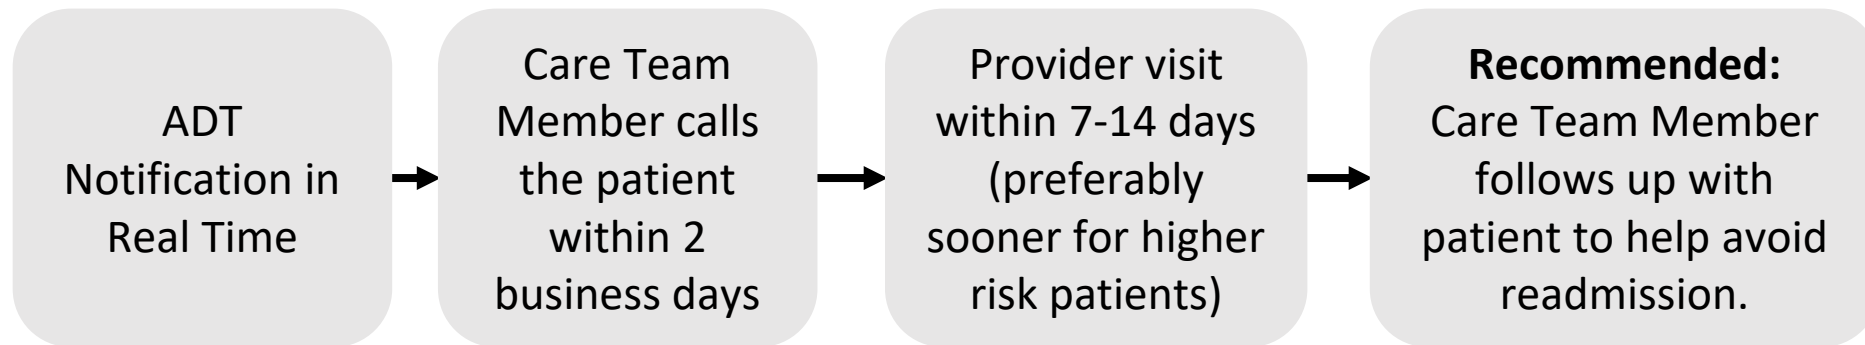 ADT
Notification in
Real Time
Care Team
Member calls
the patient
within 2
business days
Provider visit
within 7-14 days
(preferably
sooner for higher
risk patients)
Recommended:
Care Team Member
follows up with
patient to help avoid
readmission.